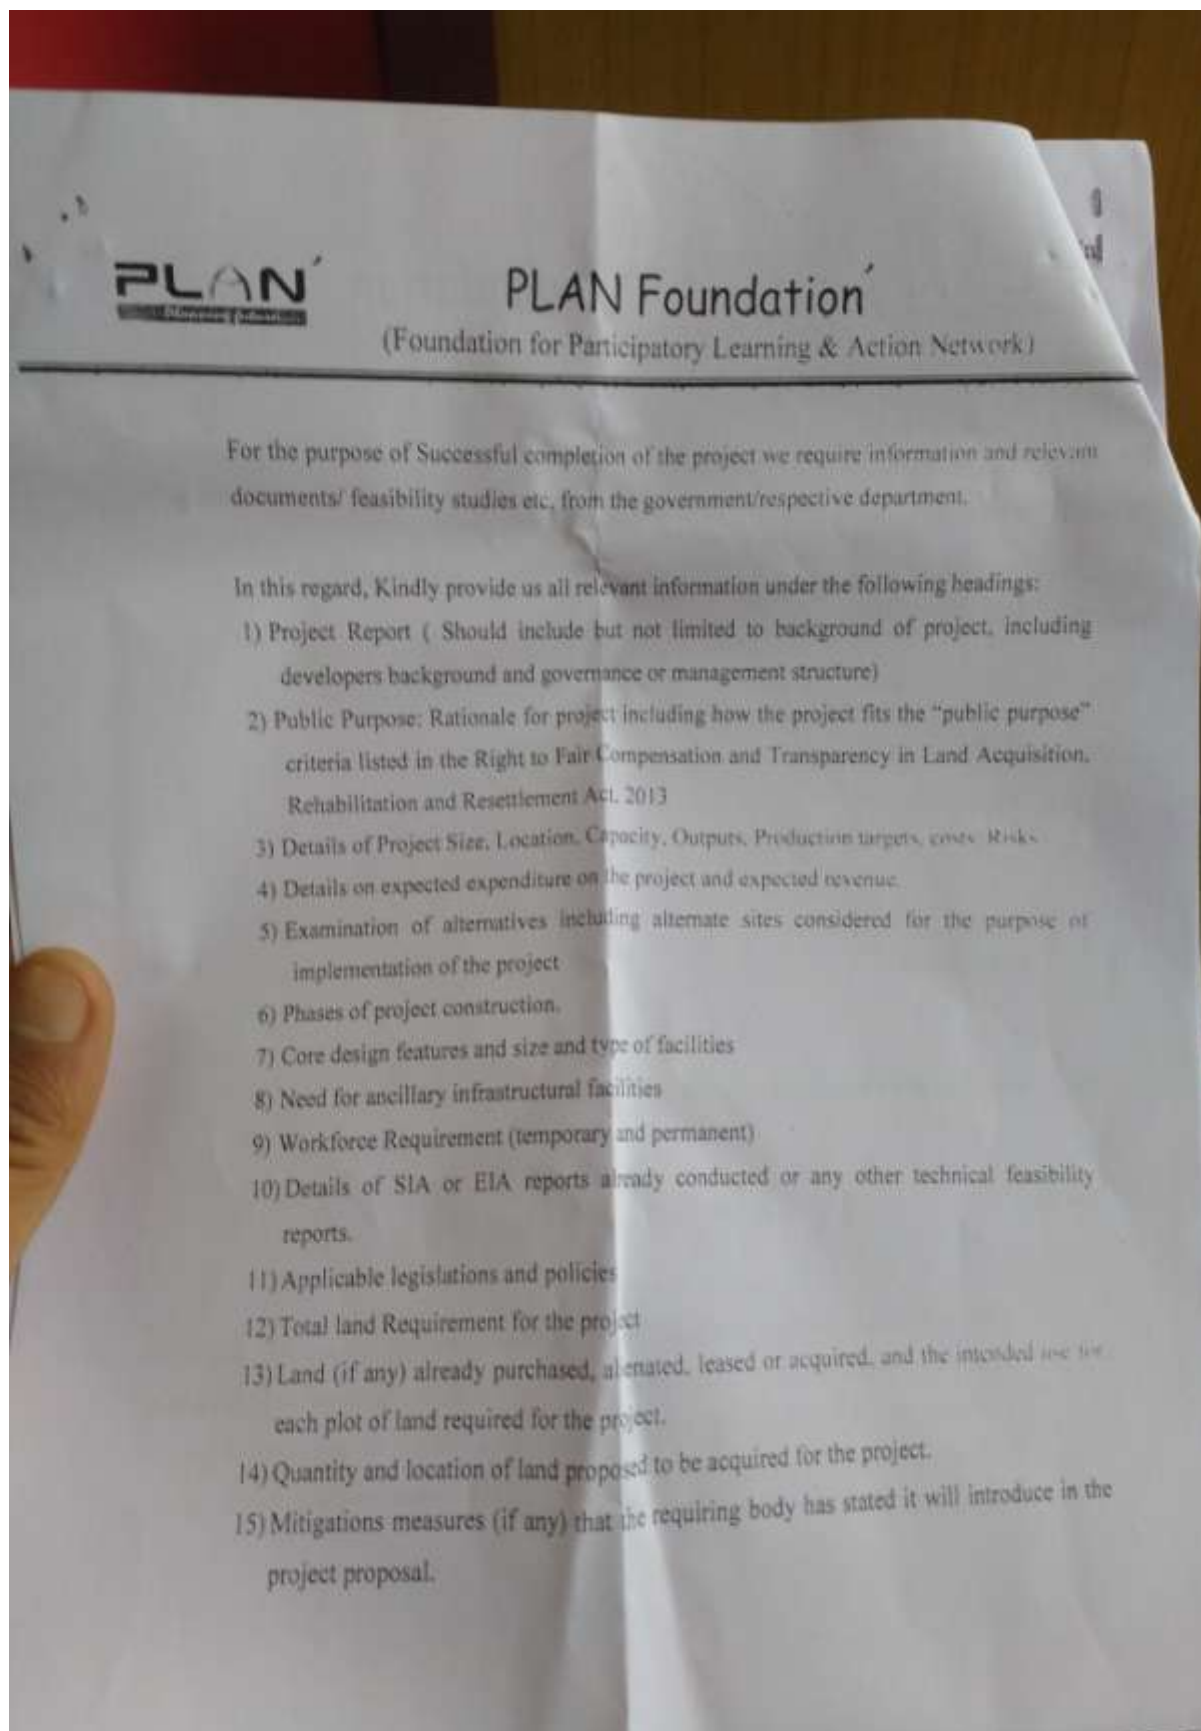 PLAN
PLAN Foundation
(Foundation for Participatory Learning & Action Network)
For the purpose of Successful completion of the project we require information and relevant
documents/ feasibility studies etc, from the government/respective department.
In this regard, Kindly provide us all relevant information under the following headings:
1) Project Report ( Should include but not limited to background of project, including
developers background and governance or management structure)
2) Public Purpose: Rationale for project including how the project fits the “public purpose”
criteria listed in the Right to Fair Compensation and Transparency in Land Acquisition,
Rehabilitation and Resettlement Act, 2013
3) Details of Project Size, Location, Capacity, Outputs, Production targets, costs Risks
4) Details on expected expenditure on the project and expected revenue.
5) Examination of alternatives including alternate sites considered for the purpose of
implementation of the project
6) Phases of project construction.
7) Core design features and size and type of facilities
8) Need for ancillary infrastructural facilities
9) Workforce Requirement (temporary and permanent)
10) Details of SIA or EIA reports already conducted or any other technical feasibility
reports.
11) Applicable legislations and policies
12) Total land Requirement for the project
13) Land (if any) already purchased, alienated, leased or acquired, and the intended use for
each plot of land required for the project.
14) Quantity and location of land proposed to be acquired for the project.
15) Mitigations measures (if any) that the requiring body has stated it will introduce in the
project proposal.